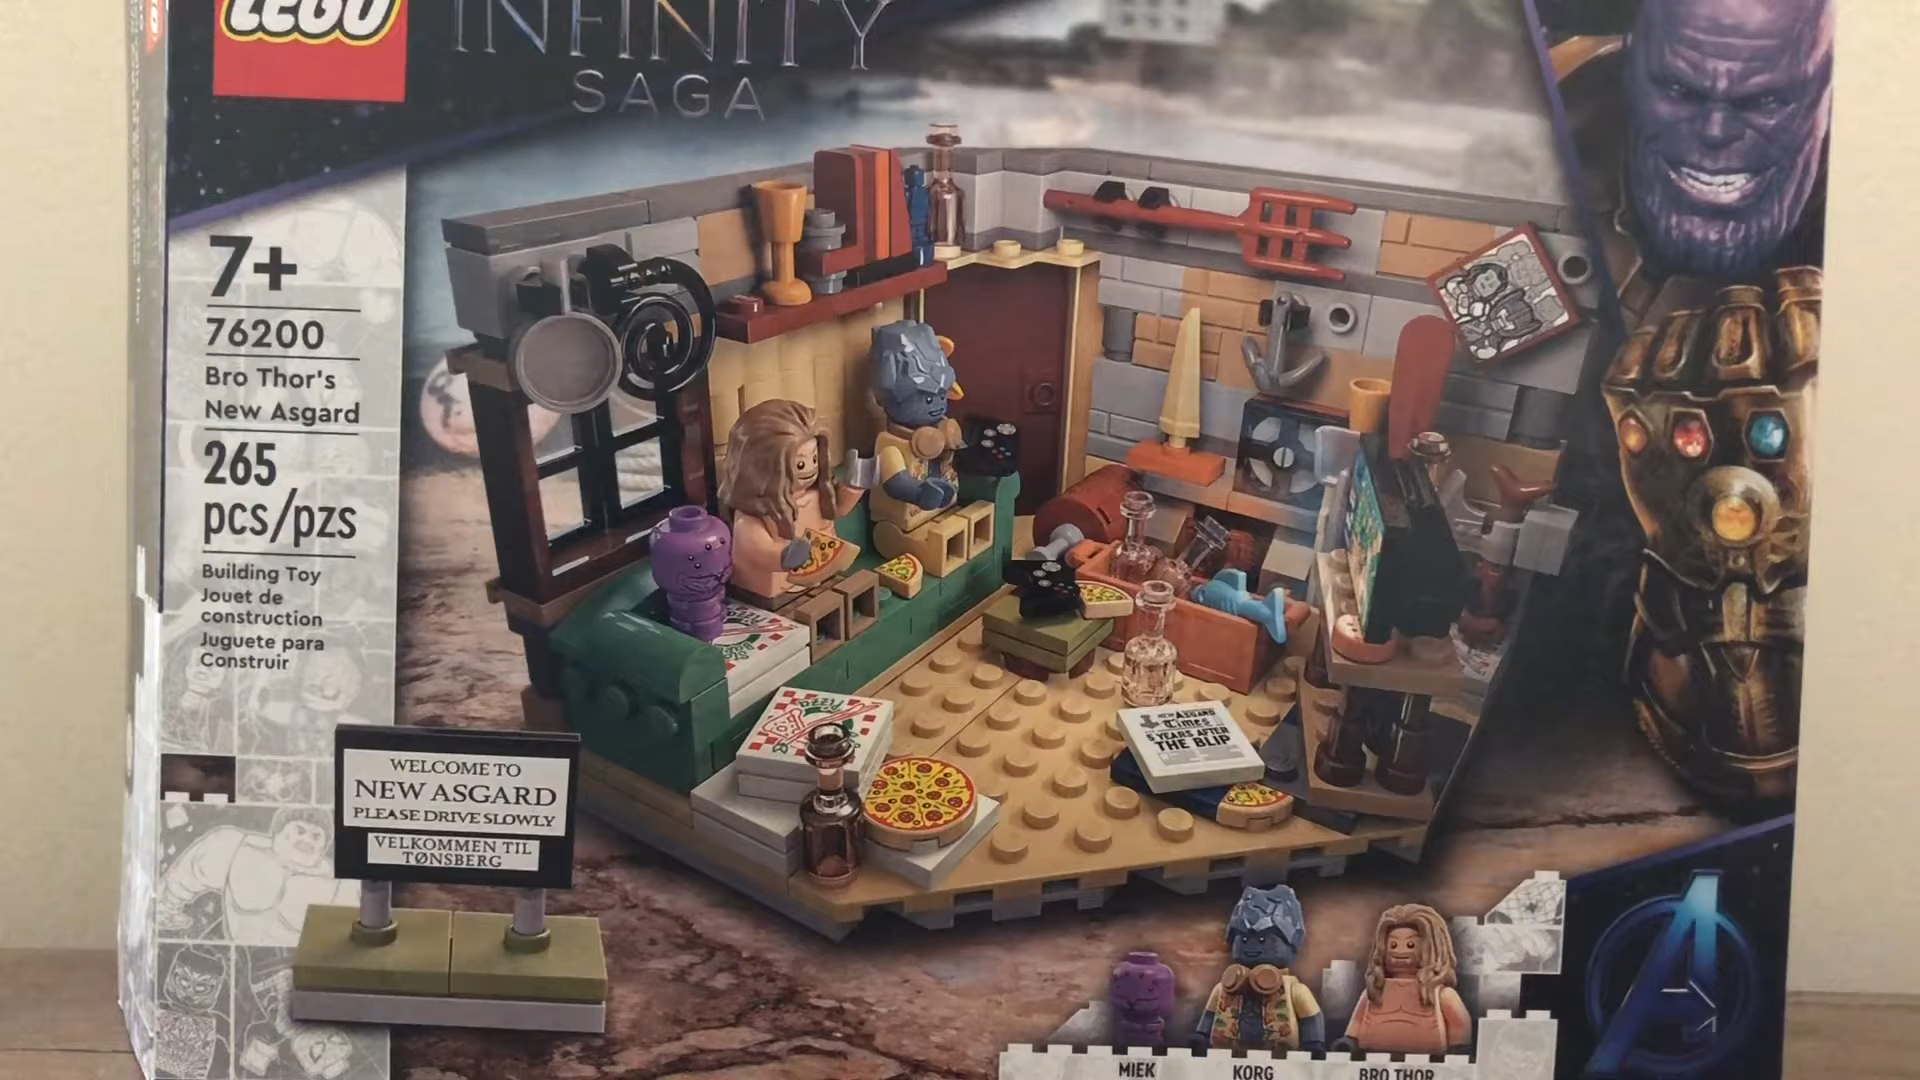 LEGO
INFINITY
SAGA
7+
76200
Bro Thor's
New Asgard
265
pcs/pzs
Building Toy
Jouet de
construction
Juguete para
Construir
WELCOME TO
NEW ASGARD
PLEASE DRIVE SLOWLY
VELKOMMEN TIL
TØNSBERG
PIZZA
NEW ASGARD
Times
5 YEARS AFTER
THE BLIP
MIEK
KORG
BRO THOR